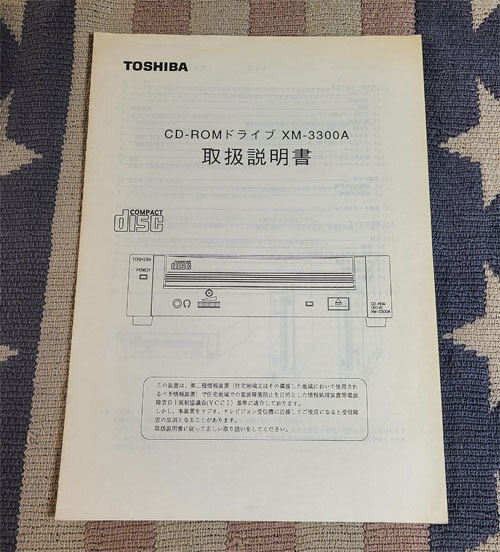 TOSHIBA
CD-ROMドライブ XM-3300A
取扱説明書
COMPACT
disc
TOSHIBA
POWER
disc
CD-ROM
DRIVE
XM-3300A
この装置は、第二種情報装置（住宅地域又はその隣接した地域において使用され
るべき情報装置）で住宅地域での電波障害防止を目的とした情報処理装置等電波
障害自主規制協議会(ＶＣＣＩ）基準に適合しております。
しかし、本装置をラジオ、テレビジョン受信機に近接してご使用になると受信障
害の原因となることがあります。
取扱説明書に従って正しい取り扱いをしてください。